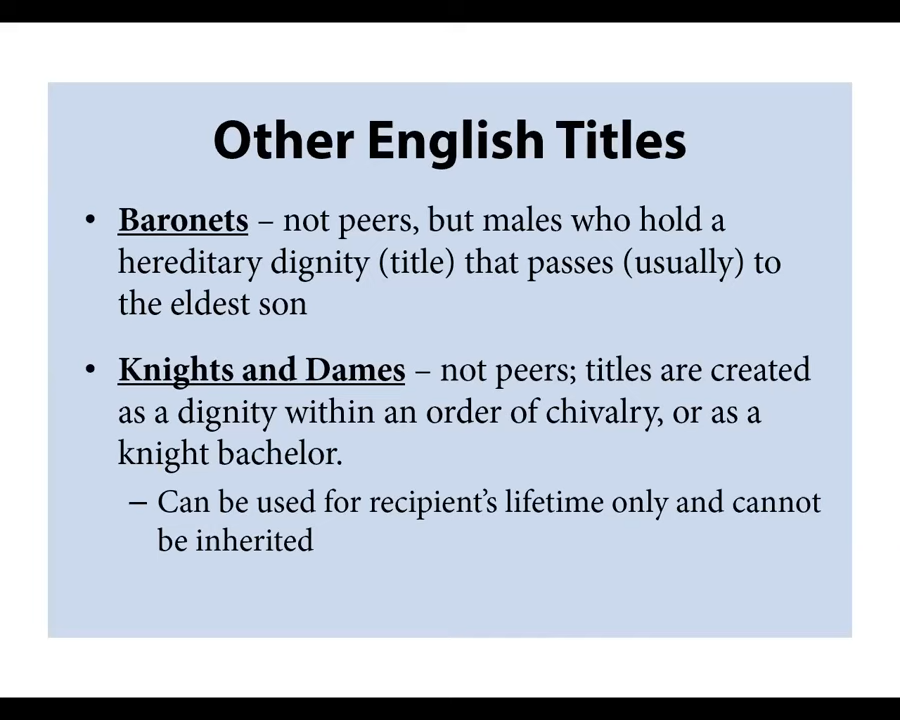 Other English Titles
• Baronets – not peers, but males who hold a
hereditary dignity (title) that passes (usually) to
the eldest son
• Knights and Dames – not peers; titles are created
as a dignity within an order of chivalry, or as a
knight bachelor.
– Can be used for recipient’s lifetime only and cannot
be inherited